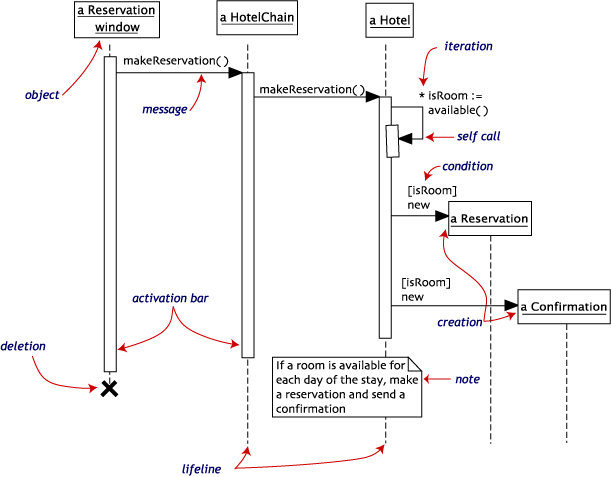 a Reservation
window
a HotelChain
a Hotel
iteration
makeReservation()
object
message
makeReservation()
* isRoom :=
available()
self call
condition
[isRoom]
new
a Reservation
[isRoom]
new
activation bar
a Confirmation
creation
deletion
If a room is available for
each day of the stay, make
a reservation and send a
confirmation
note
lifeline